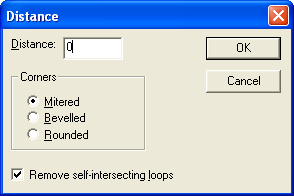 Distance
Distance: 0
OK
Cancel
Corners
Mitered
Bevelled
Rounded
Remove self-intersecting loops